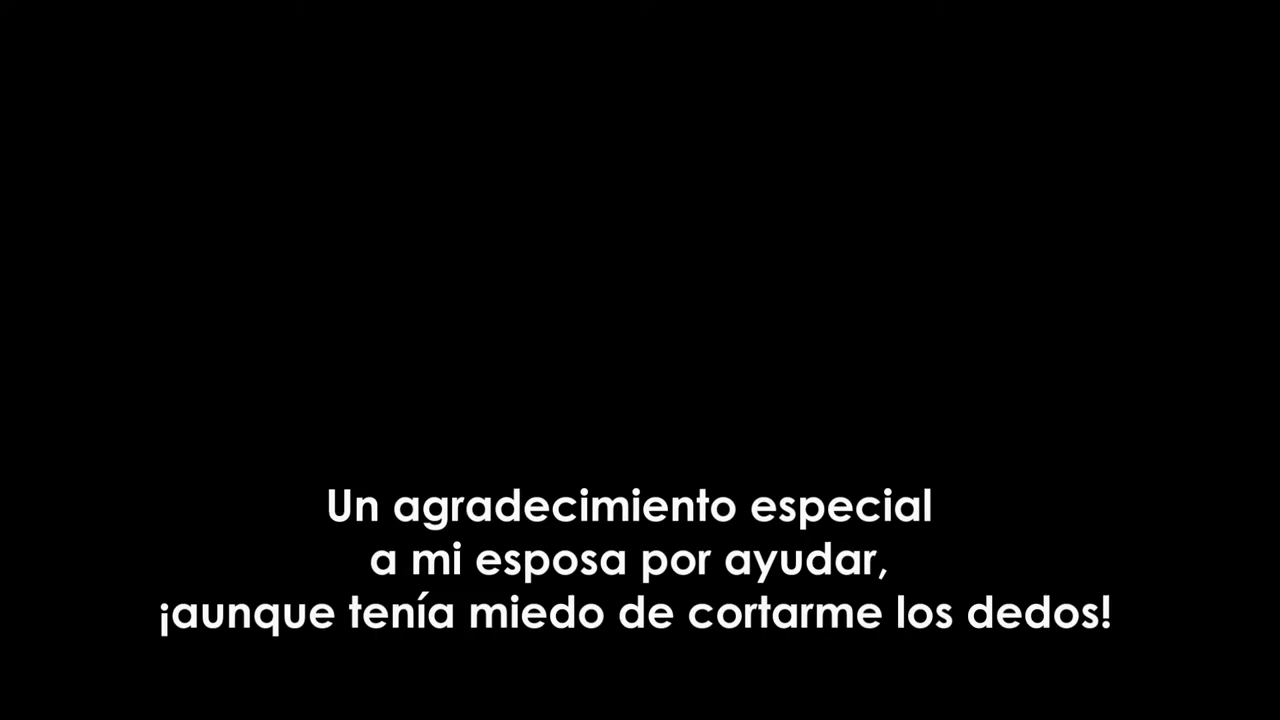 Un agradecimiento especial
a mi esposa por ayudar,
¡aunque tenía miedo de cortarme los dedos!